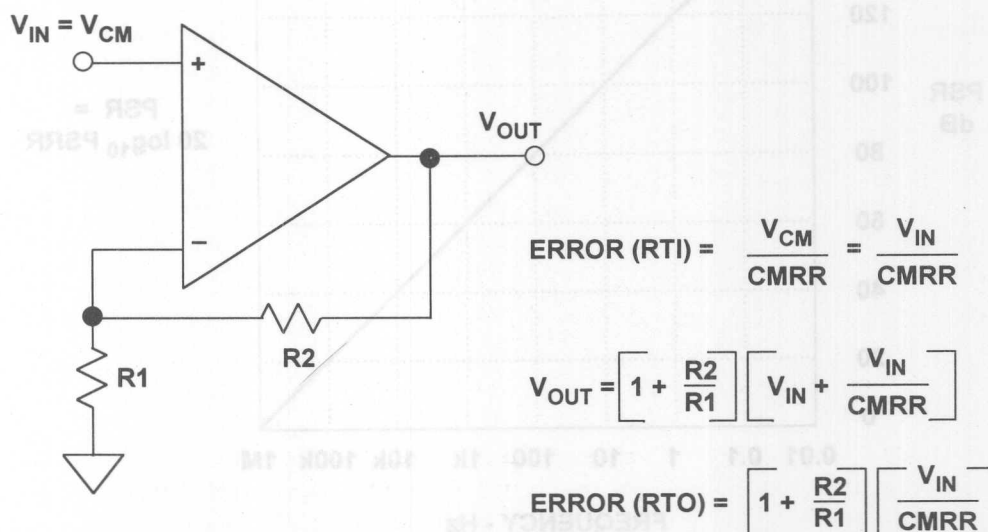 V_IN = V_CM
+
V_OUT
−
R2
R1
ERROR (RTI) = V_CM / CMRR = V_IN / CMRR
V_OUT = [1 + R2/R1] [V_IN + V_IN/CMRR]
ERROR (RTO) = [1 + R2/R1] [V_IN/CMRR]
120
100
80
60
40
PSR
dB
PSR =
20 log10 PSRR
0.01 0.1 1 10 100 1k 10k 100k 1M
FREQUENCY - Hz